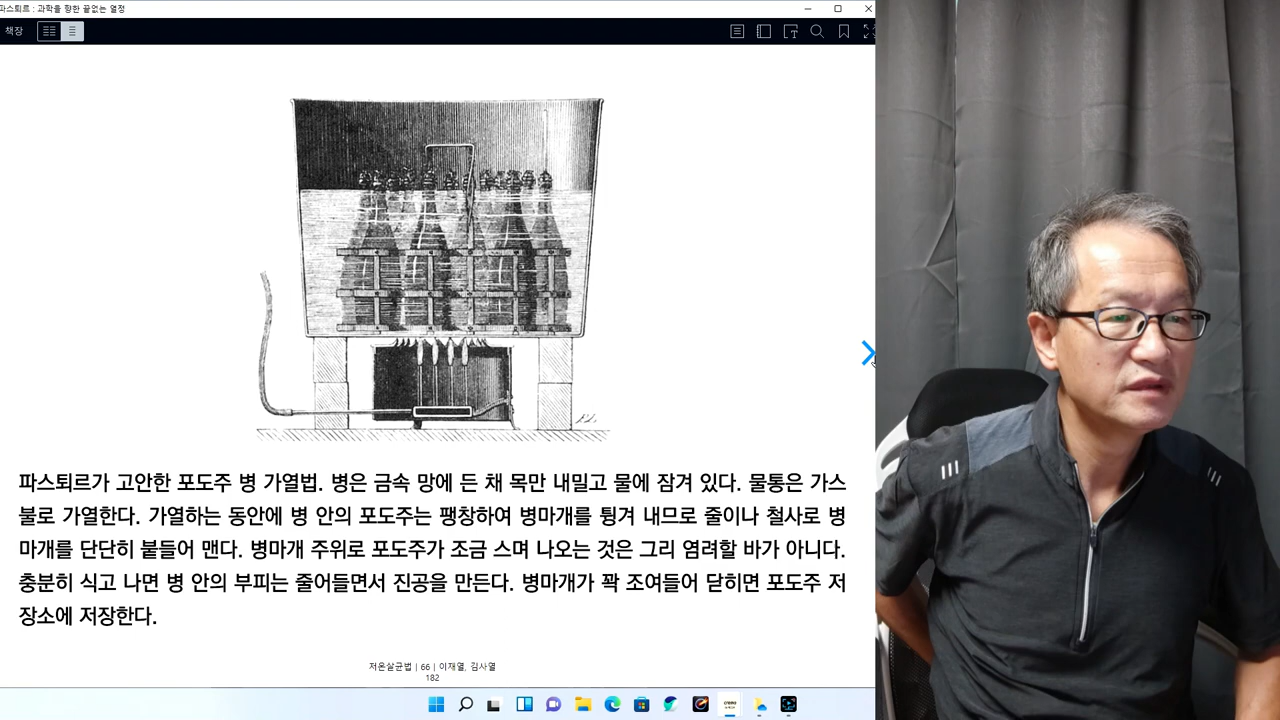 파스퇴르 : 과학을 향한 끝없는 열정
책장
파스퇴르가 고안한 포도주 병 가열법. 병은 금속 망에 든 채 목만 내밀고 물에 잠겨 있다. 물통은 가스
불로 가열한다. 가열하는 동안에 병 안의 포도주는 팽창하여 병마개를 튕겨 내므로 줄이나 철사로 병
마개를 단단히 붙들어 맨다. 병마개 주위로 포도주가 조금 스며 나오는 것은 그리 염려할 바가 아니다.
충분히 식고 나면 병 안의 부피는 줄어들면서 진공을 만든다. 병마개가 꽉 조여들어 닫히면 포도주 저
장소에 저장한다.
저온살균법 | 66 | 이재열, 김사열
182